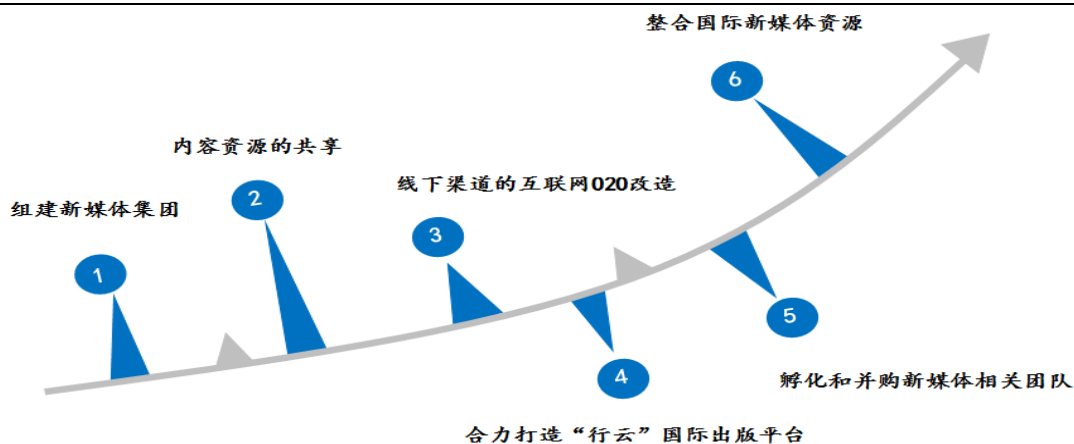 整合国际新媒体资源
6
内容资源的共享
2
线下渠道的互联网020改造
组建新媒体集团
3
1
5
4
孵化和并购新媒体相关团队
合力打造“行云”国际出版平台